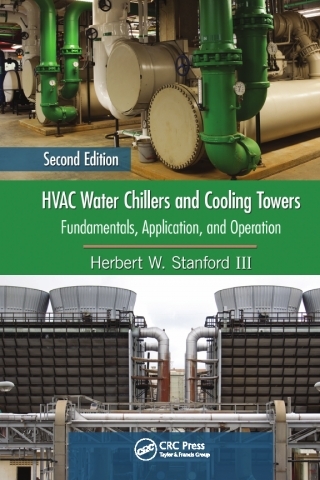 Second Edition
HVAC Water Chillers and Cooling Towers
Fundamentals, Application, and Operation
Herbert W. Stanford III
CRC
CRC Press
Taylor & Francis Group